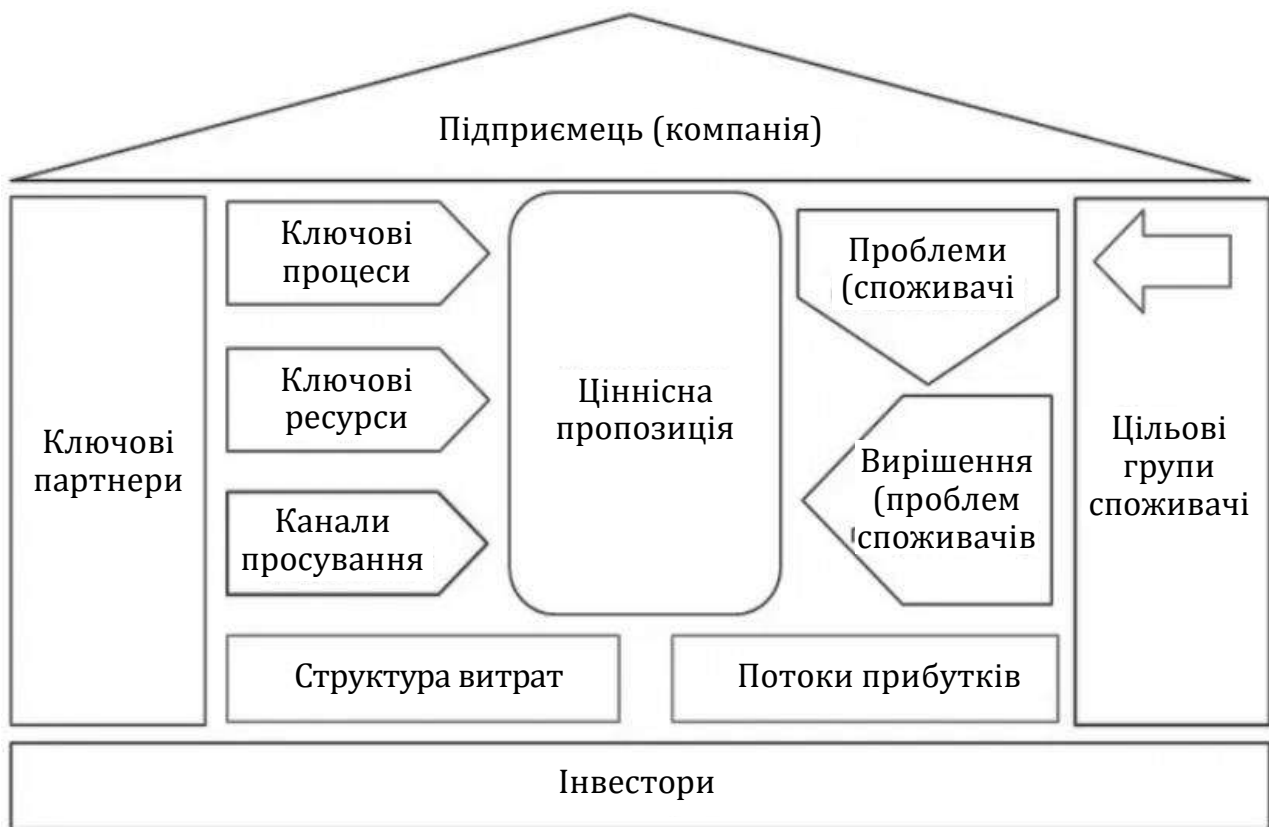 Підприємець (компанія)
Ключові
партнери
Ключові
процеси
Ключові
ресурси
Канали
просування
Ціннісна
пропозиція
Проблеми
(споживачі
Вирішення
(проблем
споживачів
Цільові
групи
споживачі
Структура витрат
Потоки прибутків
Інвестори